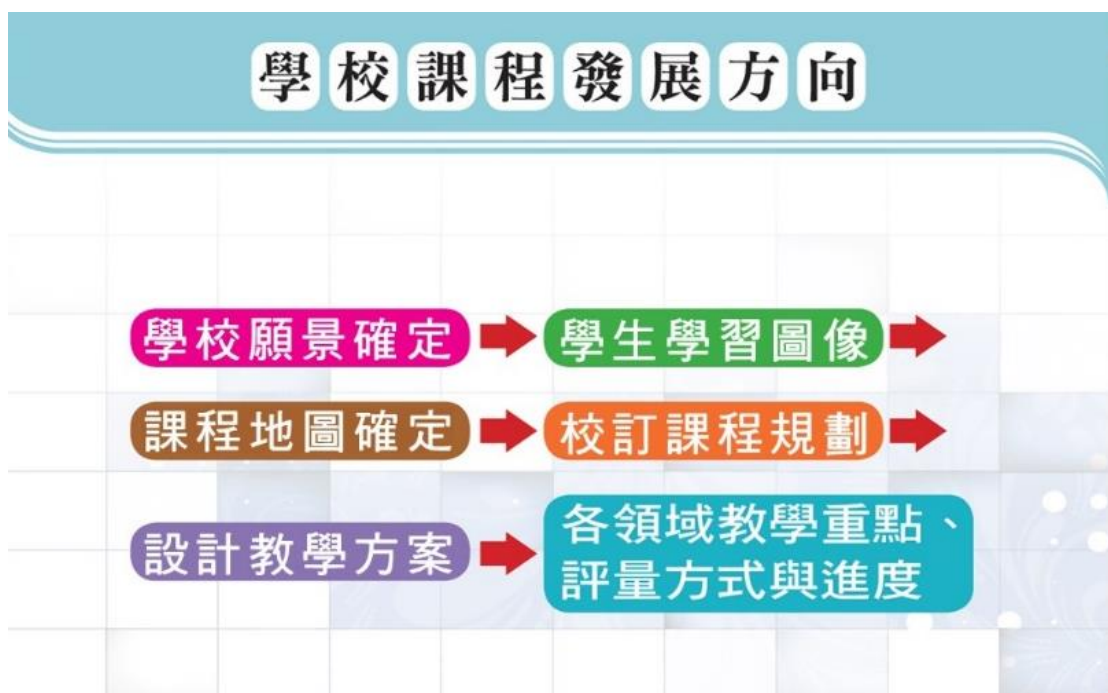 學校課程發展方向
學校願景確定 學生學習圖像
課程地圖確定 校訂課程規劃
設計教學方案 各領域教學重點、
評量方式與進度